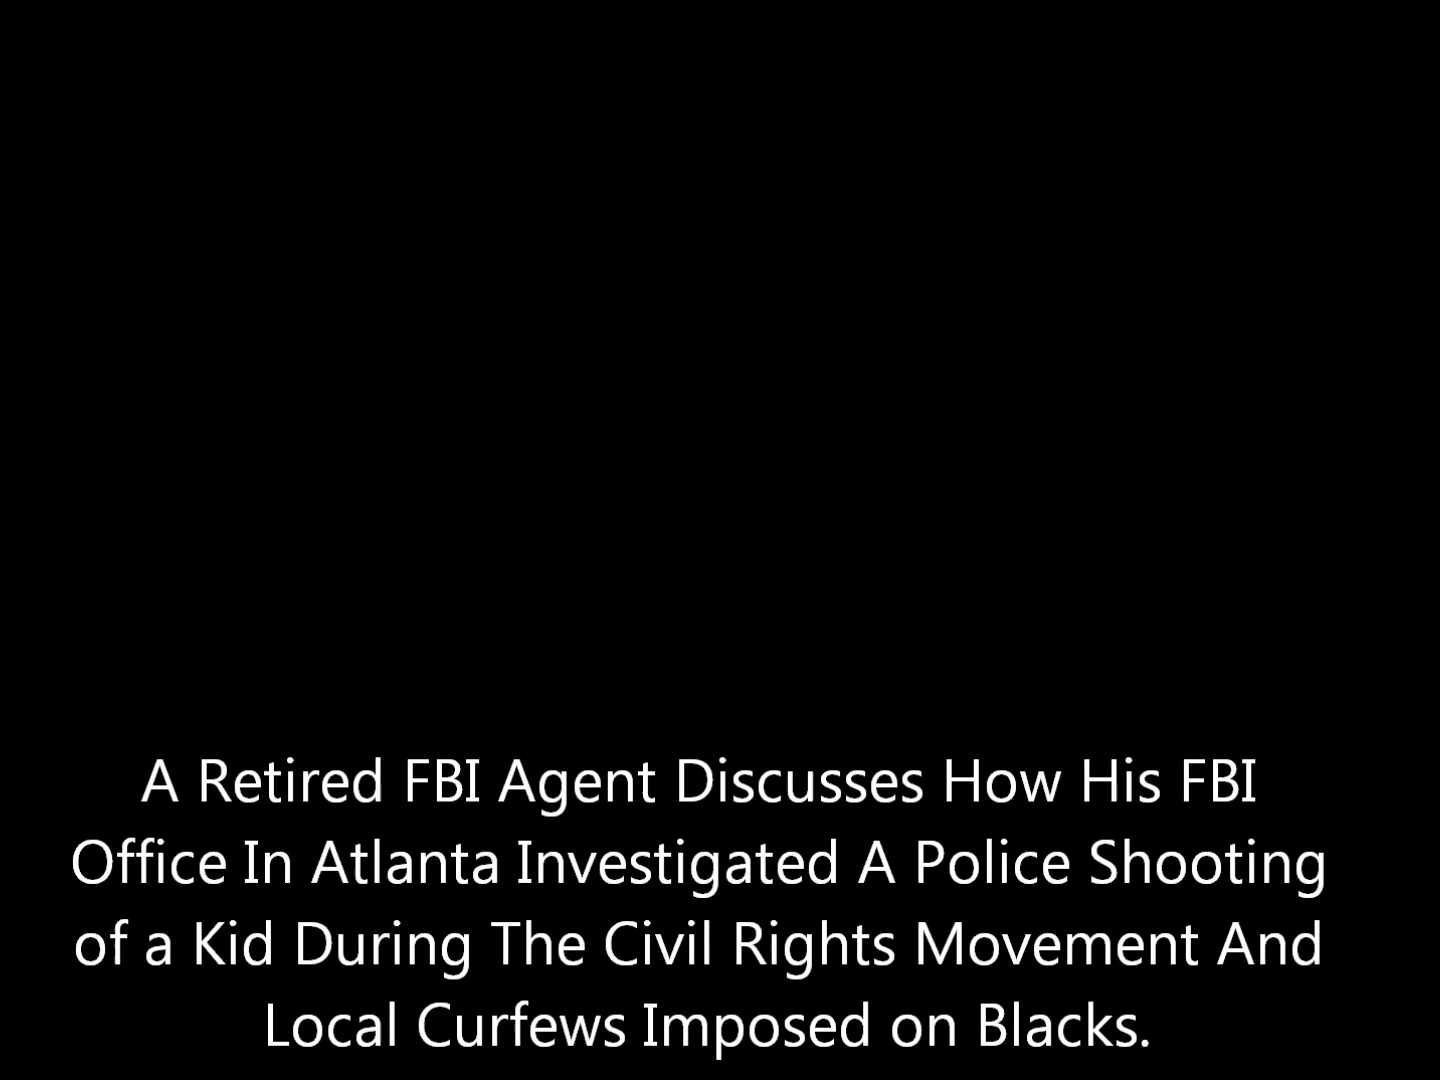 A Retired FBI Agent Discusses How His FBI
Office In Atlanta Investigated A Police Shooting
of a Kid During The Civil Rights Movement And
Local Curfews Imposed on Blacks.